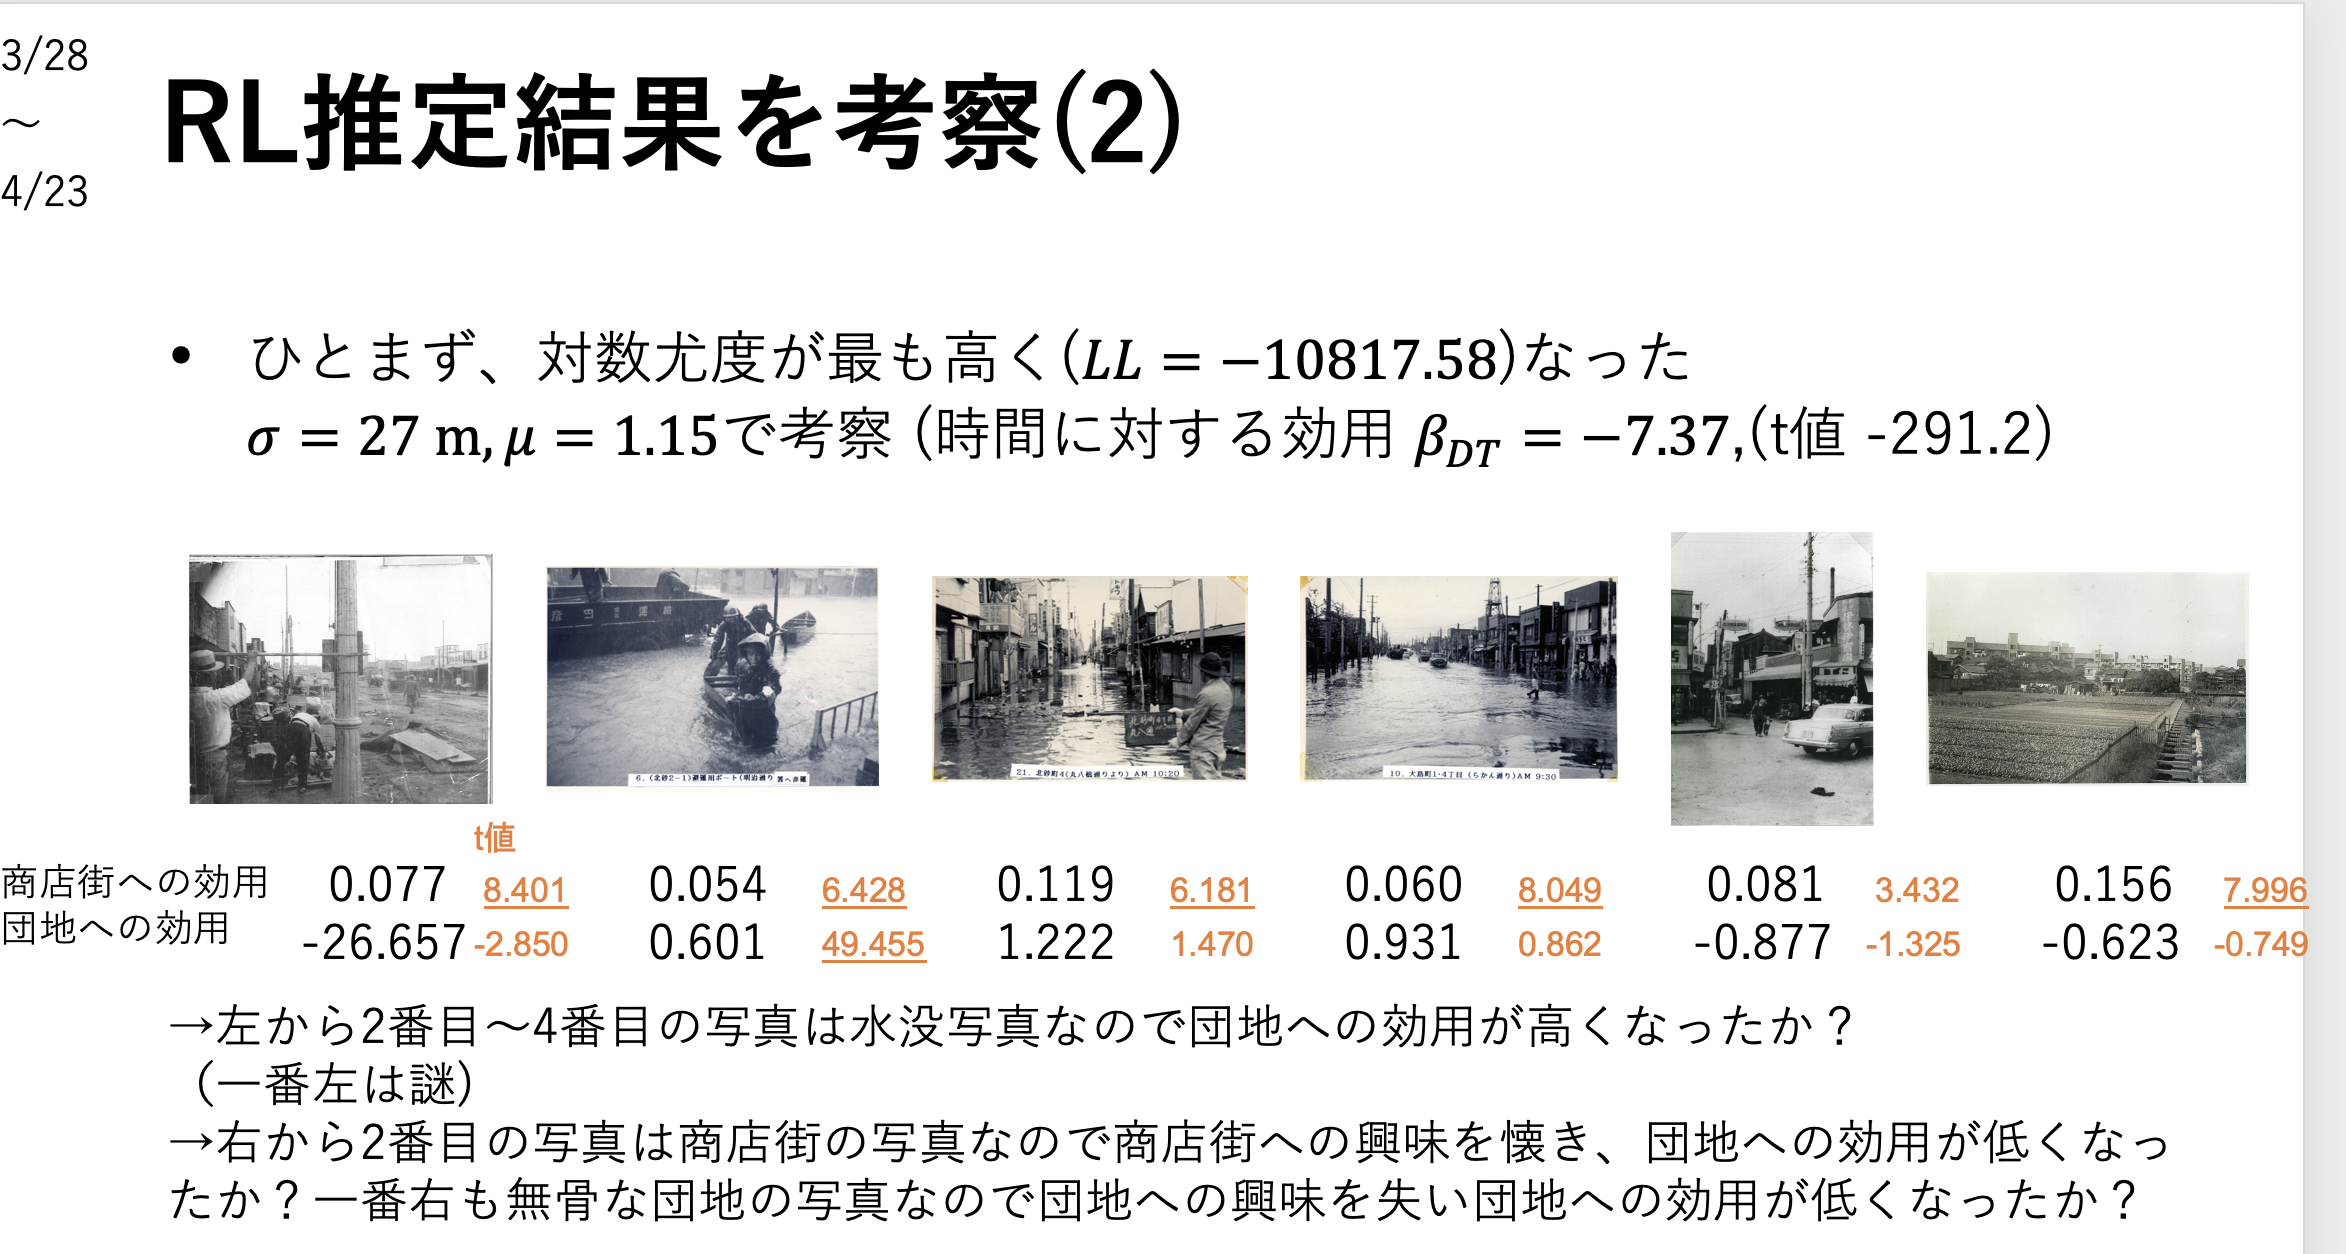 3/28
～
4/23
RL推定結果を考察(2)
• ひとまず、対数尤度が最も高く(LL = −10817.58)なった
σ = 27 m, μ = 1.15で考察 (時間に対する効用 β_DT = −7.37,(t値 -291.2)
6、(北砂2-1)避難用ボート(明治通り
21、北砂町4(丸八橋通りより) AM 10:20
10、大島町1・4丁目 (らかん通り)AM 9:30
t値
商店街への効用 0.077 8.401 0.054 6.428 0.119 6.181 0.060 8.049 0.081 3.432 0.156 7.996
団地への効用 -26.657 -2.850 0.601 49.455 1.222 1.470 0.931 0.862 -0.877 -1.325 -0.623 -0.749
→左から2番目～4番目の写真は水没写真なので団地への効用が高くなったか？
（一番左は謎）
→右から2番目の写真は商店街の写真なので商店街への興味を懐き、団地への効用が低くなっ
たか？一番右も無骨な団地の写真なので団地への興味を失い団地への効用が低くなったか？